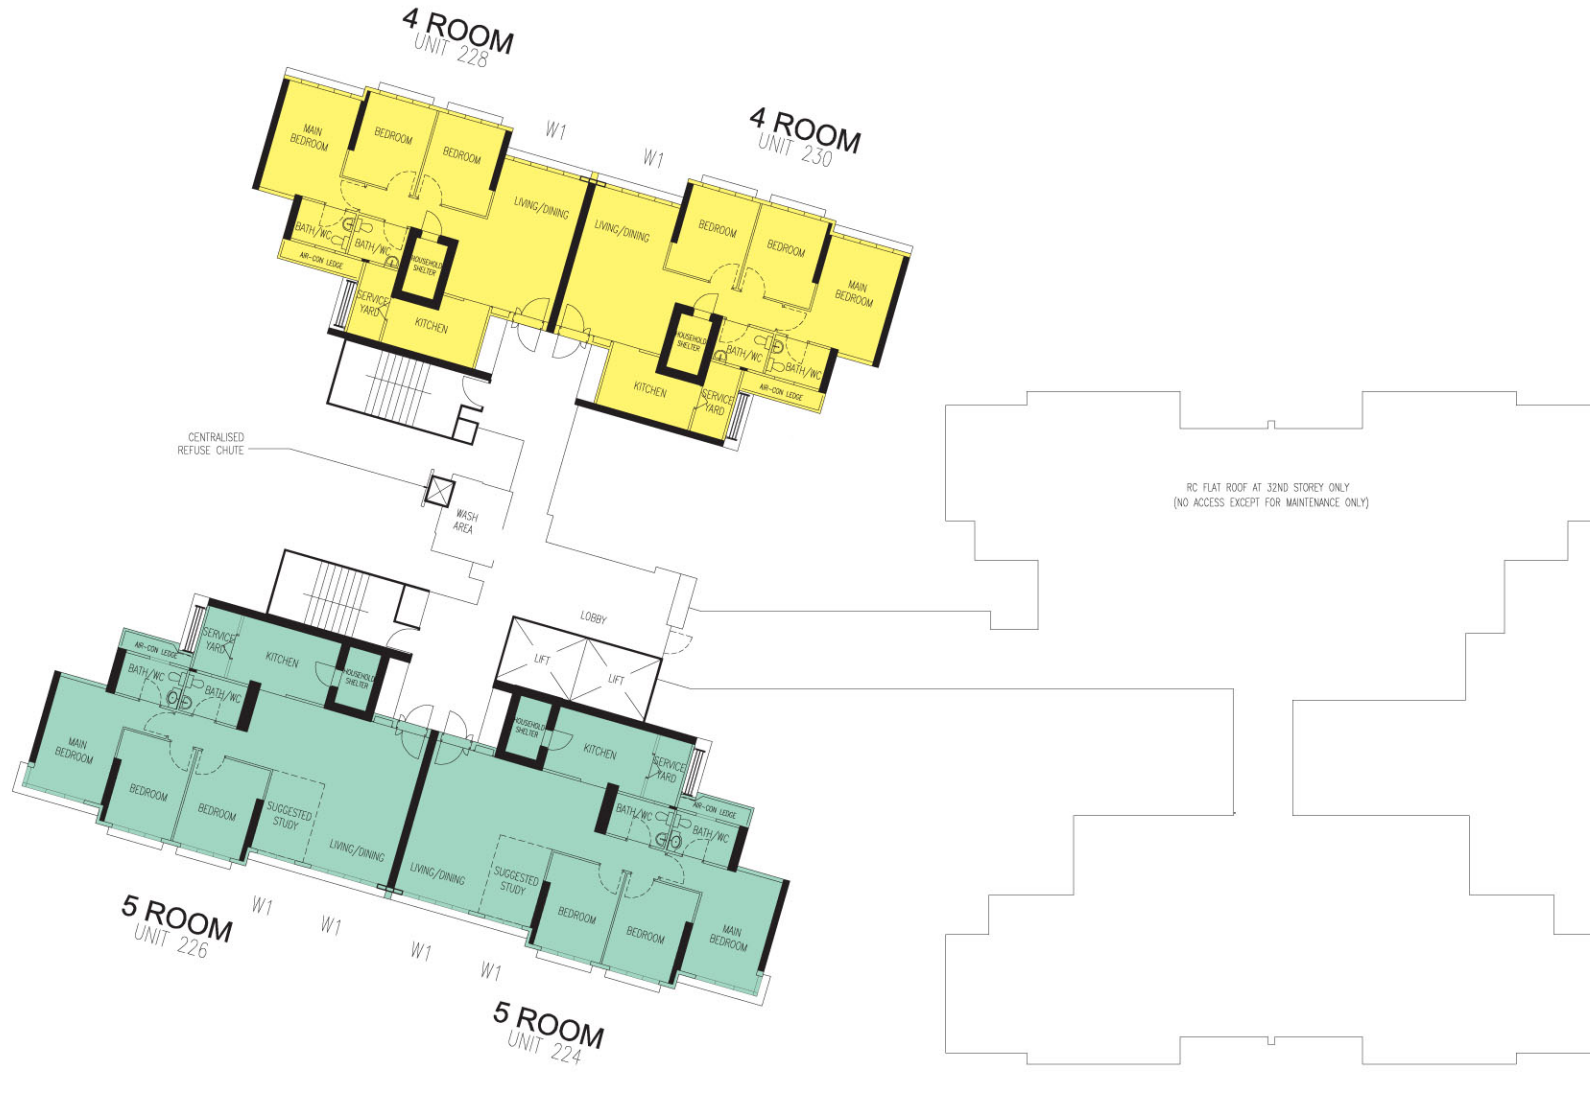 4 ROOM
UNIT 228
4 ROOM
UNIT 230
W1
W1
MAIN
BEDROOM
BEDROOM
BEDROOM
LIVING/DINING
BATH/WC
BATH/WC
HOUSEHOLD
SHELTER
AIR-CON LEDGE
SERVICE
YARD
KITCHEN
LIVING/DINING
BEDROOM
BEDROOM
MAIN
BEDROOM
HOUSEHOLD
SHELTER
BATH/WC
BATH/WC
KITCHEN
SERVICE
YARD
AIR-CON LEDGE
CENTRALISED
REFUSE CHUTE
WASH
AREA
RC FLAT ROOF AT 32ND STOREY ONLY
(NO ACCESS EXCEPT FOR MAINTENANCE ONLY)
LOBBY
LIFT
LIFT
SERVICE
YARD
KITCHEN
HOUSEHOLD
SHELTER
AIR-CON LEDGE
BATH/WC
BATH/WC
MAIN
BEDROOM
BEDROOM
BEDROOM
SUGGESTED
STUDY
LIVING/DINING
HOUSEHOLD
SHELTER
KITCHEN
SERVICE
YARD
AIR-CON LEDGE
BATH/WC
BATH/WC
LIVING/DINING
SUGGESTED
STUDY
BEDROOM
BEDROOM
MAIN
BEDROOM
W1
W1
W1
W1
5 ROOM
UNIT 226
5 ROOM
UNIT 224